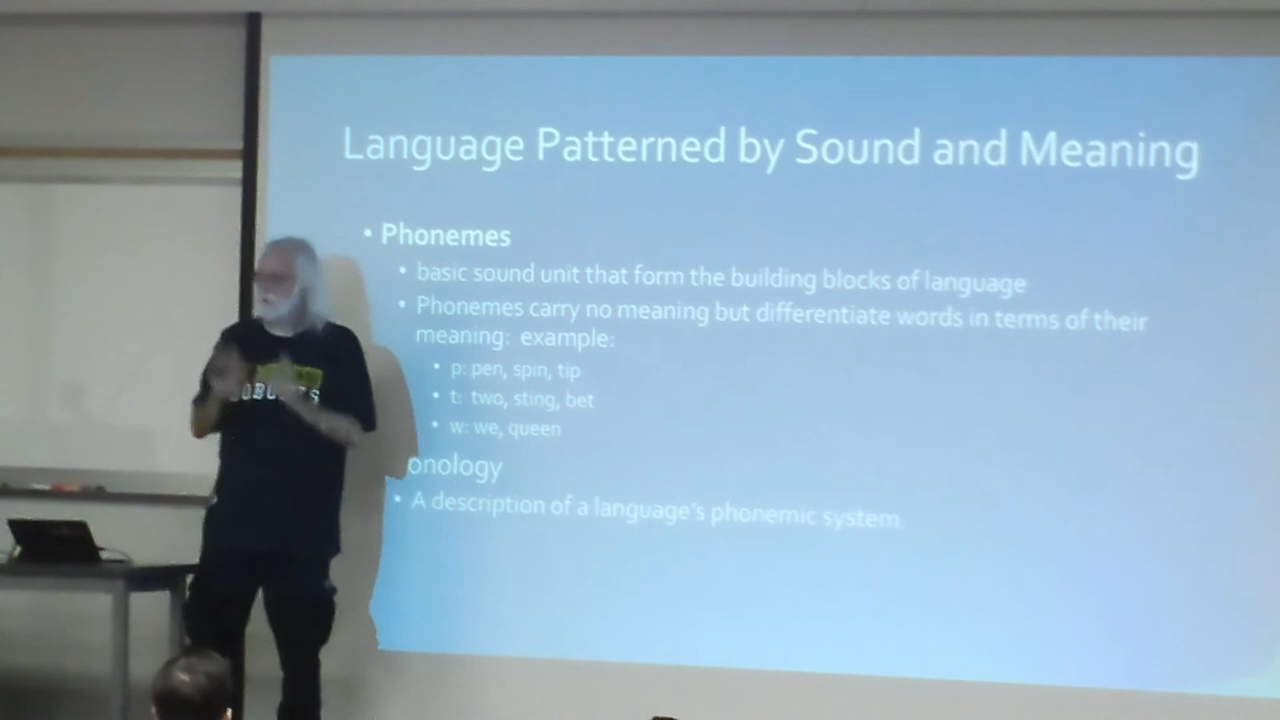 Language Patterned by Sound and Meaning
• Phonemes
• basic sound unit that form the building blocks of language
• Phonemes carry no meaning but differentiate words in terms of their
meaning: example:
• p: pen, spin, tip
• t: two, sting, bet
• w: we, queen
onology
• A description of a language's phonemic system